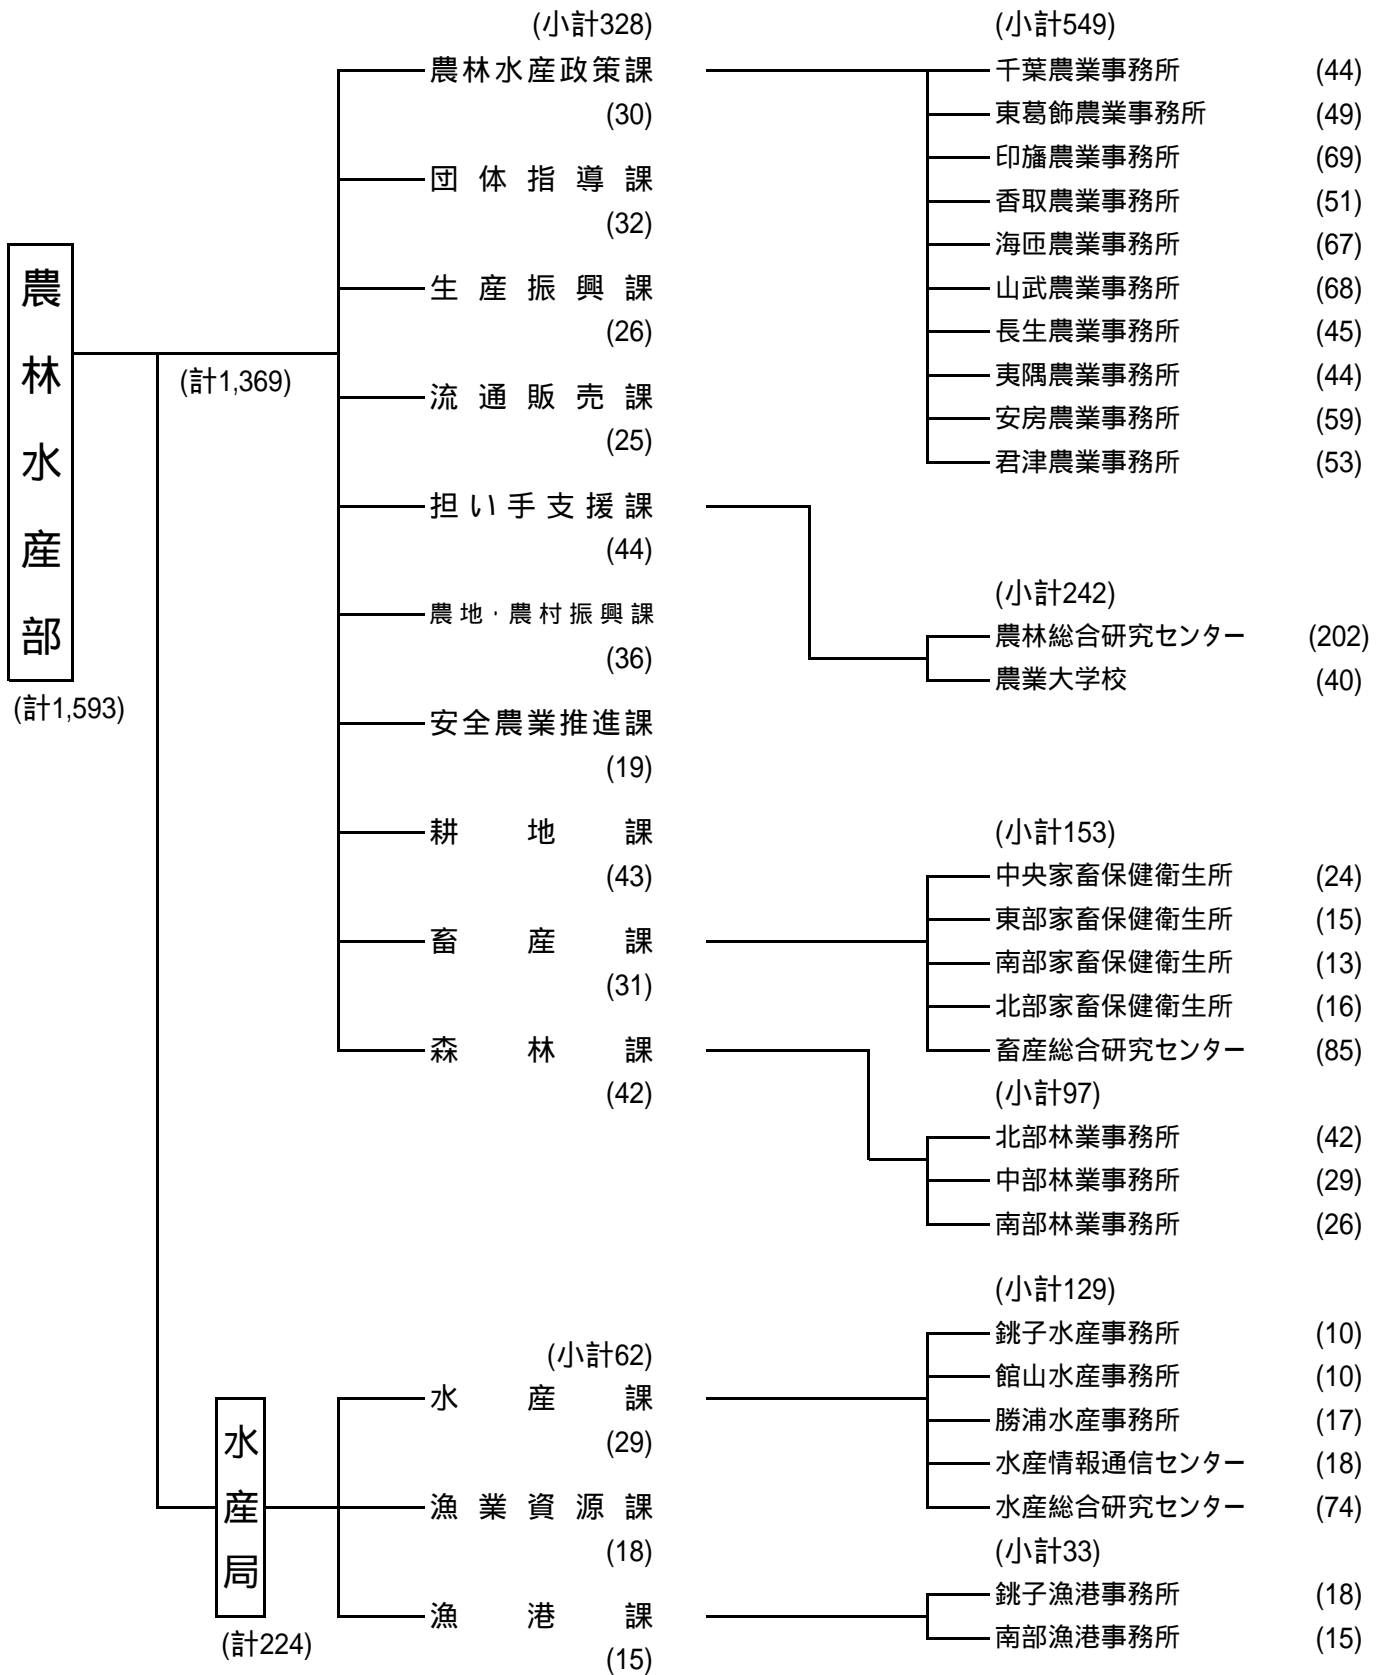 農林水産部
(計1,593)
(計1,369)
(小計328)
農林水産政策課
(30)
団体指導課
(32)
生産振興課
(26)
流通販売課
(25)
担い手支援課
(44)
農地・農村振興課
(36)
安全農業推進課
(19)
耕地課
(43)
畜産課
(31)
森林課
(42)
(小計549)
千葉農業事務所 (44)
東葛飾農業事務所 (49)
印旛農業事務所 (69)
香取農業事務所 (51)
海匝農業事務所 (67)
山武農業事務所 (68)
長生農業事務所 (45)
夷隅農業事務所 (44)
安房農業事務所 (59)
君津農業事務所 (53)
(小計242)
農林総合研究センター (202)
農業大学校 (40)
(小計153)
中央家畜保健衛生所 (24)
東部家畜保健衛生所 (15)
南部家畜保健衛生所 (13)
北部家畜保健衛生所 (16)
畜産総合研究センター (85)
(小計97)
北部林業事務所 (42)
中部林業事務所 (29)
南部林業事務所 (26)
水産局
(計224)
(小計62)
水産課
(29)
漁業資源課
(18)
漁港課
(15)
(小計129)
銚子水産事務所 (10)
館山水産事務所 (10)
勝浦水産事務所 (17)
水産情報通信センター (18)
水産総合研究センター (74)
(小計33)
銚子漁港事務所 (18)
南部漁港事務所 (15)